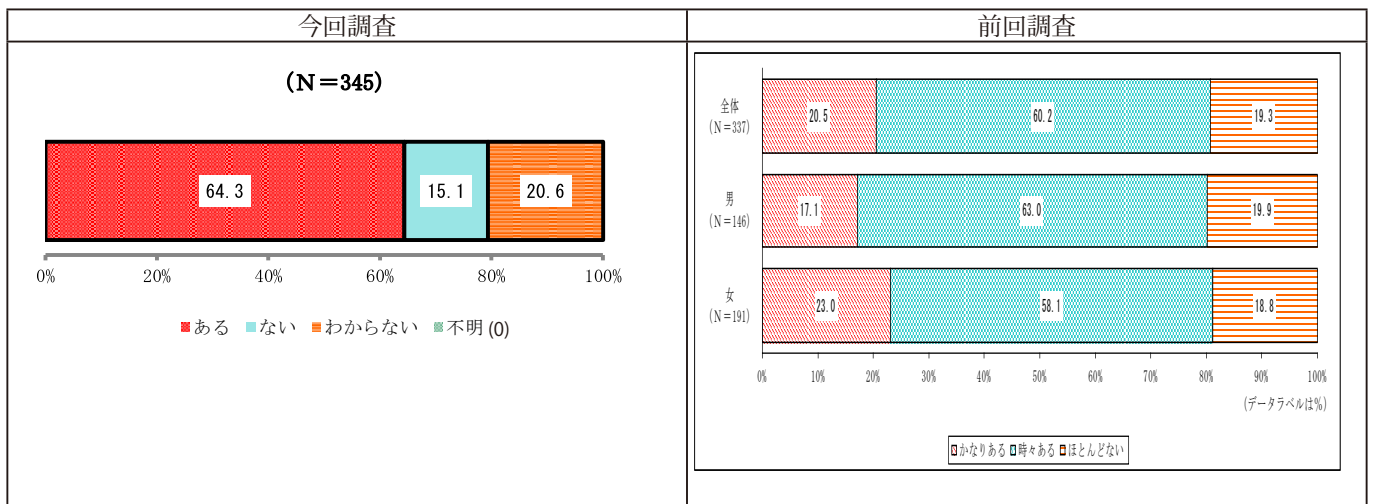 今回調査
前回調査
(N=345)
64.3
15.1
20.6
0%
20%
40%
60%
80%
100%
ある
ない
わからない
不明(0)
全体
(N=337)
20.5
60.2
19.3
男
(N=146)
17.1
63.0
19.9
女
(N=191)
23.0
58.1
18.8
0%
10%
20%
30%
40%
50%
60%
70%
80%
90%
100%
(データラベルは%)
かなりある
時々ある
ほとんどない